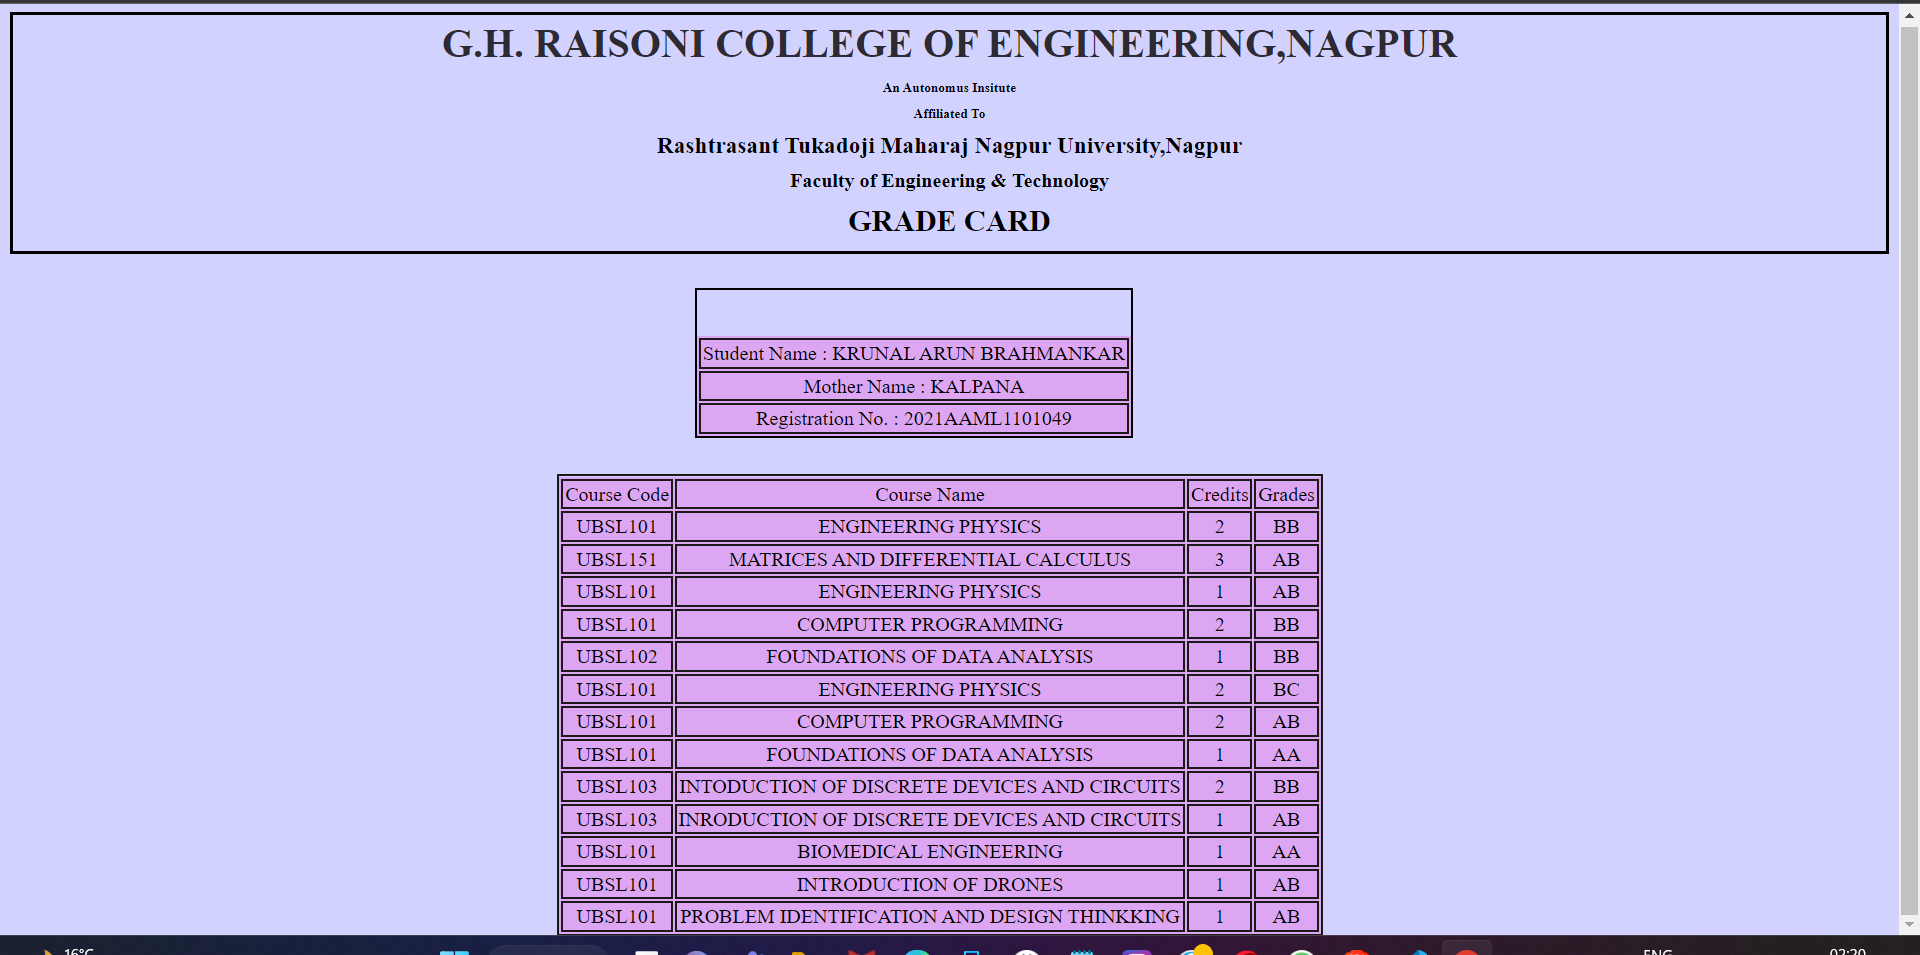 G.H. RAISONI COLLEGE OF ENGINEERING,NAGPUR
An Autonomus Insitute
Affiliated To
Rashtrasant Tukadoji Maharaj Nagpur University,Nagpur
Faculty of Engineering & Technology
GRADE CARD
Student Name : KRUNAL ARUN BRAHMANKAR
Mother Name : KALPANA
Registration No. : 2021AAML1101049
Course Code Course Name Credits Grades
UBSL101 ENGINEERING PHYSICS 2 BB
UBSL151 MATRICES AND DIFFERENTIAL CALCULUS 3 AB
UBSL101 ENGINEERING PHYSICS 1 AB
UBSL101 COMPUTER PROGRAMMING 2 BB
UBSL102 FOUNDATIONS OF DATA ANALYSIS 1 BB
UBSL101 ENGINEERING PHYSICS 2 BC
UBSL101 COMPUTER PROGRAMMING 2 AB
UBSL101 FOUNDATIONS OF DATA ANALYSIS 1 AA
UBSL103 INTODUCTION OF DISCRETE DEVICES AND CIRCUITS 2 BB
UBSL103 INRODUCTION OF DISCRETE DEVICES AND CIRCUITS 1 AB
UBSL101 BIOMEDICAL ENGINEERING 1 AA
UBSL101 INTRODUCTION OF DRONES 1 AB
UBSL101 PROBLEM IDENTIFICATION AND DESIGN THINKKING 1 AB
16°C ENG 02:20